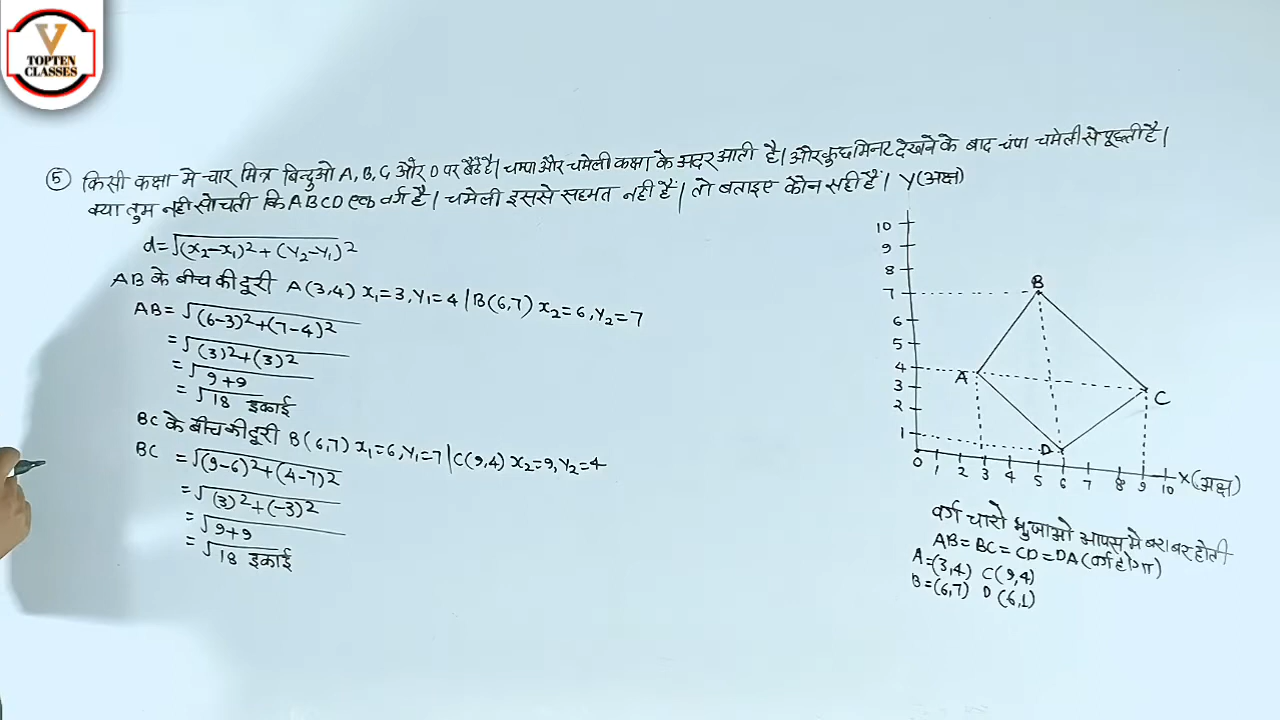 V
TOPTEN
CLASSES
⑤ किसी कक्षा मे चार मित्र बिन्दुओ A, B, C और D पर बैठे है। चम्पा और चमेली कक्षा के अन्दर आती है। और कुछ मिनट देखने के बाद चंपा चमेली से पूछती है।
क्या तुम नही सोचती कि ABCD एक वर्ग है। चमेली इससे सहमत नही है। तो बताइए कौन सही है।
d=√(x₂-x₁)²+(y₂-y₁)²
AB के बीच की दूरी A(3,4) x₁=3,y₁=4 | B(6,7) x₂=6,y₂=7
AB=√(6-3)²+(7-4)²
=√(3)²+(3)²
=√9+9
=√18 इकाई
BC के बीच की दूरी B(6,7) x₁=6,y₁=7 | C(9,4) x₂=9,y₂=4
BC =√(9-6)²+(4-7)²
=√(3)²+(-3)²
=√9+9
=√18 इकाई
Y(अक्ष)
10
9
8
7
6
5
4
3
2
1
B
A
C
D
0 1 2 3 4 5 6 7 8 9 10 X(अक्ष)
वर्ग चारो भुजाओ आपस मे बराबर होती
AB=BC=CD=DA(वर्ग होगा)
A=(3,4) C(9,4)
B=(6,7) D(6,1)